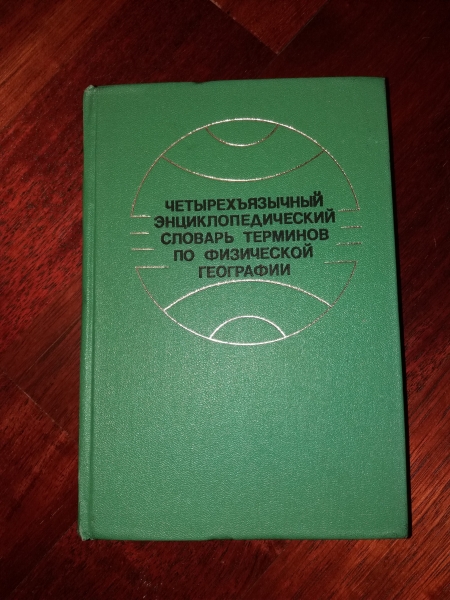 ЧЕТЫРЕХЪЯЗЫЧНЫЙ
ЭНЦИКЛОПЕДИЧЕСКИЙ
СЛОВАРЬ ТЕРМИНОВ
ПО ФИЗИЧЕСКОЙ
ГЕОГРАФИИ